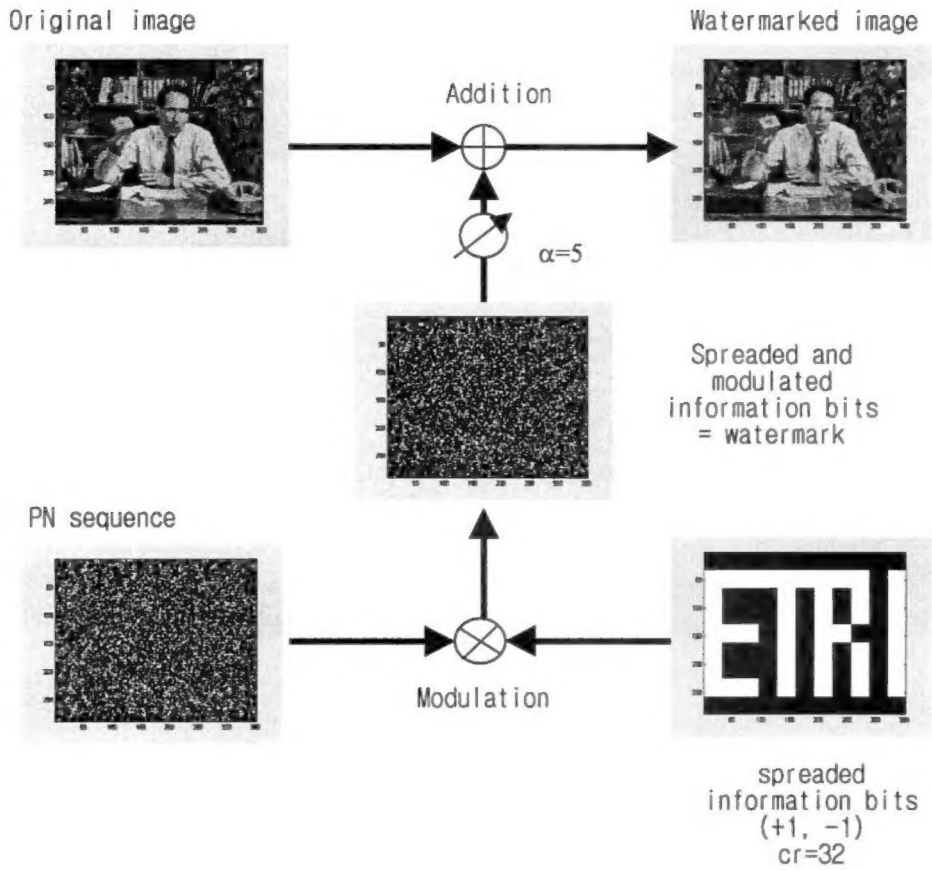 Original image
Watermarked image
Addition
α=5
Spreaded and
modulated
information bits
= watermark
PN sequence
Modulation
ETRI
spreaded
information bits
(+1, -1)
cr=32